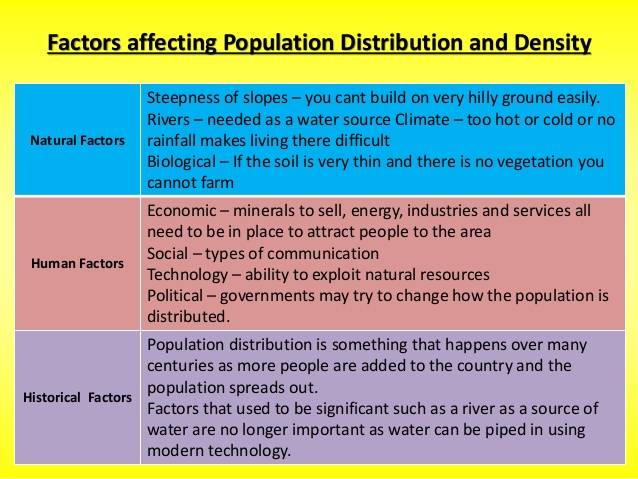 Factors affecting Population Distribution and Density
Natural Factors
Steepness of slopes – you cant build on very hilly ground easily.
Rivers – needed as a water source Climate – too hot or cold or no
rainfall makes living there difficult
Biological – If the soil is very thin and there is no vegetation you
cannot farm
Human Factors
Economic – minerals to sell, energy, industries and services all
need to be in place to attract people to the area
Social – types of communication
Technology – ability to exploit natural resources
Political – governments may try to change how the population is
distributed.
Historical Factors
Population distribution is something that happens over many
centuries as more people are added to the country and the
population spreads out.
Factors that used to be significant such as a river as a source of
water are no longer important as water can be piped in using
modern technology.